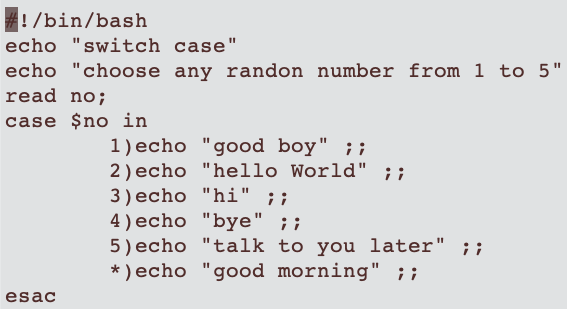 #!/bin/bash
echo "switch case"
echo "choose any randon number from 1 to 5"
read no;
case $no in
        1)echo "good boy" ;;
        2)echo "hello World" ;;
        3)echo "hi" ;;
        4)echo "bye" ;;
        5)echo "talk to you later" ;;
        *)echo "good morning" ;;
esac